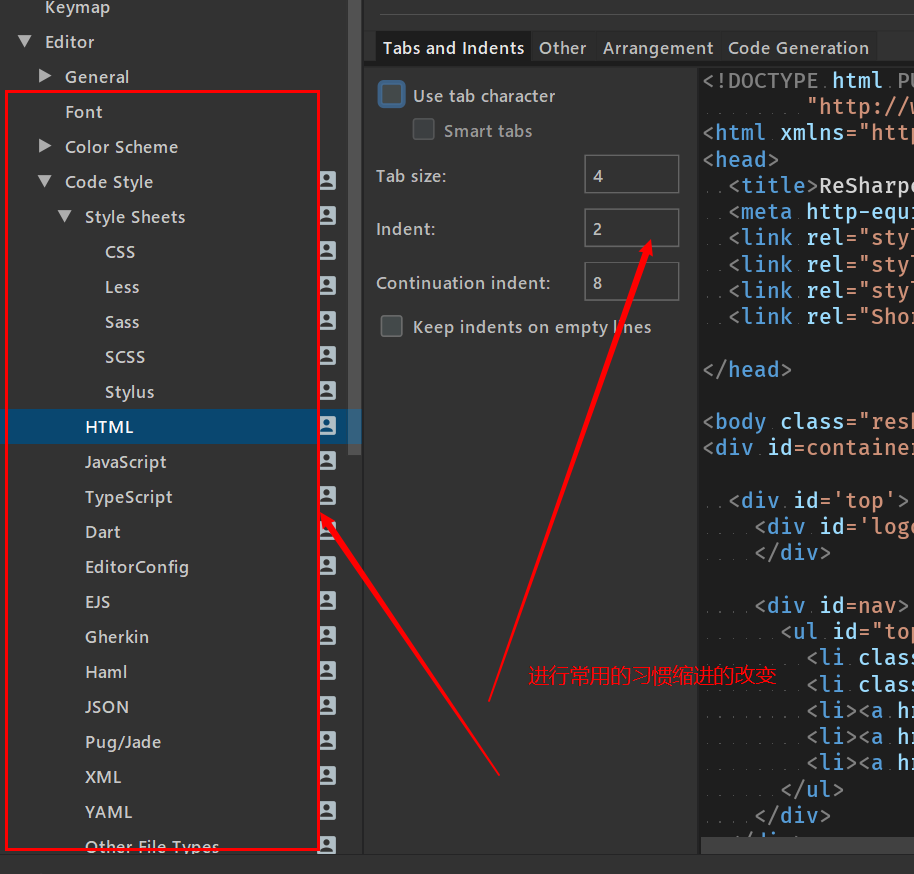 Keymap
Editor
General
Font
Color Scheme
Code Style
Style Sheets
CSS
Less
Sass
SCSS
Stylus
HTML
JavaScript
TypeScript
Dart
EditorConfig
EJS
Gherkin
Haml
JSON
Pug/Jade
XML
YAML
Other File Types
Tabs and Indents Other Arrangement Code Generation
Use tab character
Smart tabs
Tab size: 4
Indent: 2
Continuation indent: 8
Keep indents on empty lines
进行常用的习惯缩进的改变
<!DOCTYPE html PU
"http://w
<html xmlns="http
<head>
<title>ReSharpe
<meta http-equi
<link rel="styl
<link rel="styl
<link rel="styl
<link rel="Shor
</head>
<body class="resh
<div id=container
<div id='top'>
<div id='logo
</div>
<div id=nav>
<ul id="top
<li class
<li class
<li><a hr
<li><a hr
<li><a hr
</ul>
</div>
</div>